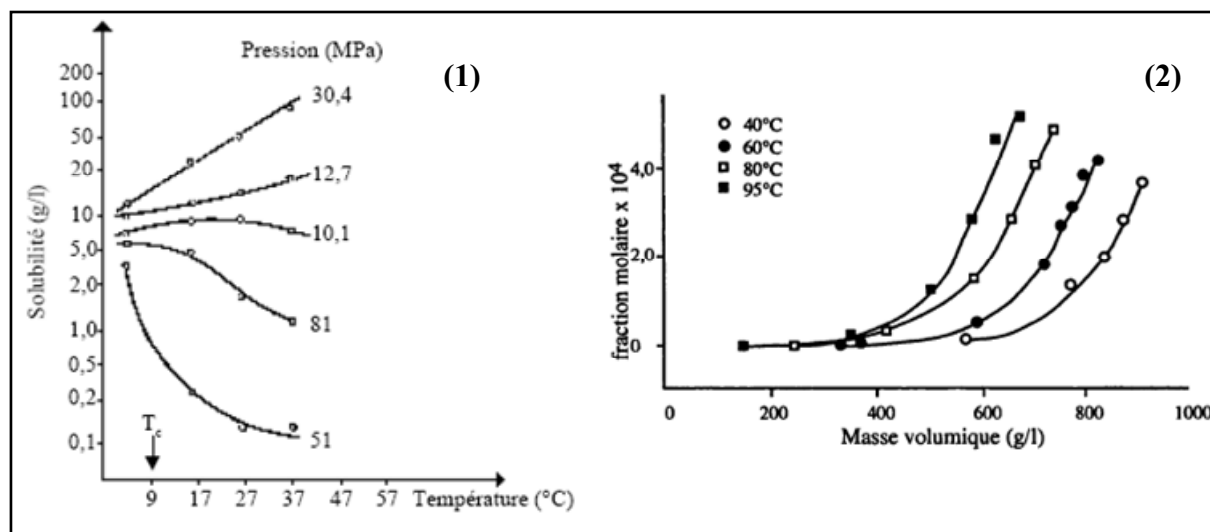 Pression (MPa)
(1)
200
100
50
20
10
5,0
2,0
1,0
0,5
0,2
0,1
Solubilité (g/l)
30,4
12,7
10,1
81
51
Tc
9 17 27 37 47 57 Température (°C)
(2)
40°C
60°C
80°C
95°C
4,0
2,0
0
fraction molaire x 10⁴
0 200 400 600 800 1000
Masse volumique (g/l)